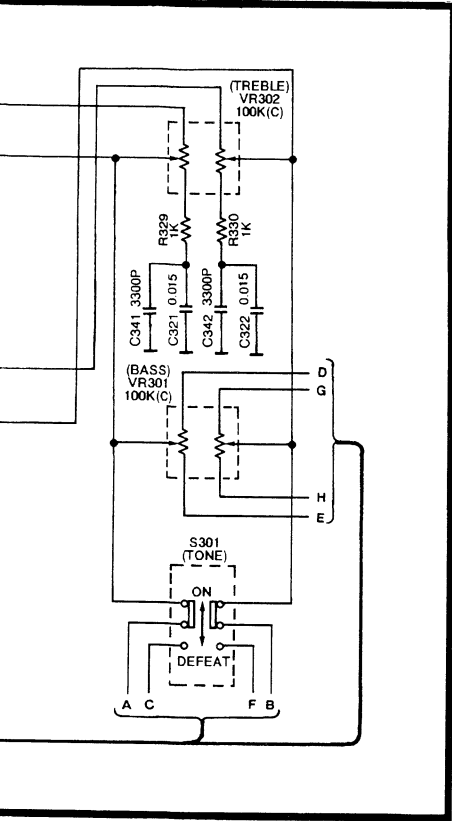 (TREBLE)
VR302
100K(C)
R329
1K
R330
1K
C341 3300P
C321 0.015
C342 3300P
C322 0.015
(BASS)
VR301
100K(C)
D
G
H
E
S301
(TONE)
ON
DEFEAT
A C F B